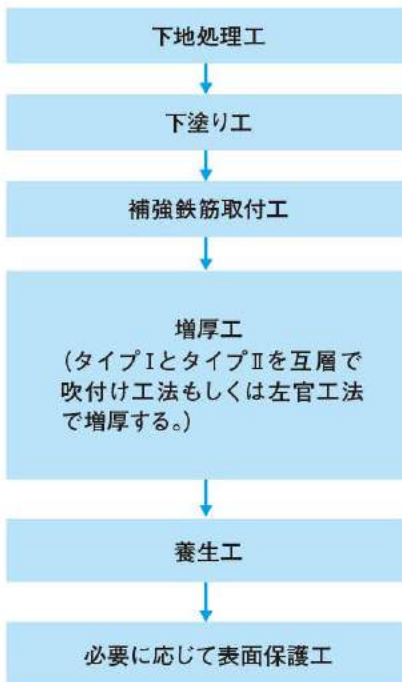 下地処理工
下塗り工
補強鉄筋取付工
増厚工
(タイプⅠとタイプⅡを互層で
吹付け工法もしくは左官工法
で増厚する。)
養生工
必要に応じて表面保護工